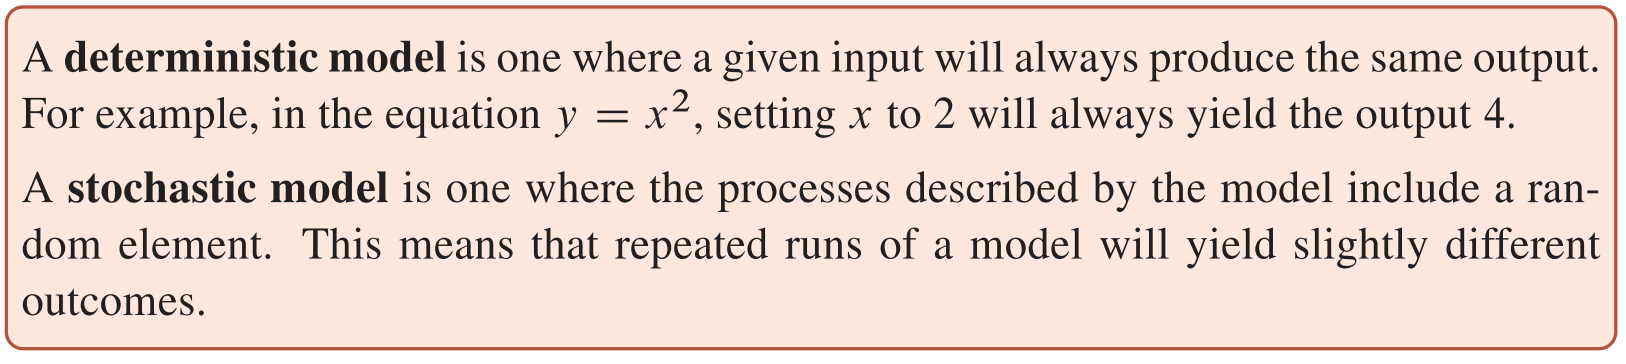 A deterministic model is one where a given input will always produce the same output.
For example, in the equation y = x², setting x to 2 will always yield the output 4.
A stochastic model is one where the processes described by the model include a ran-
dom element. This means that repeated runs of a model will yield slightly different
outcomes.